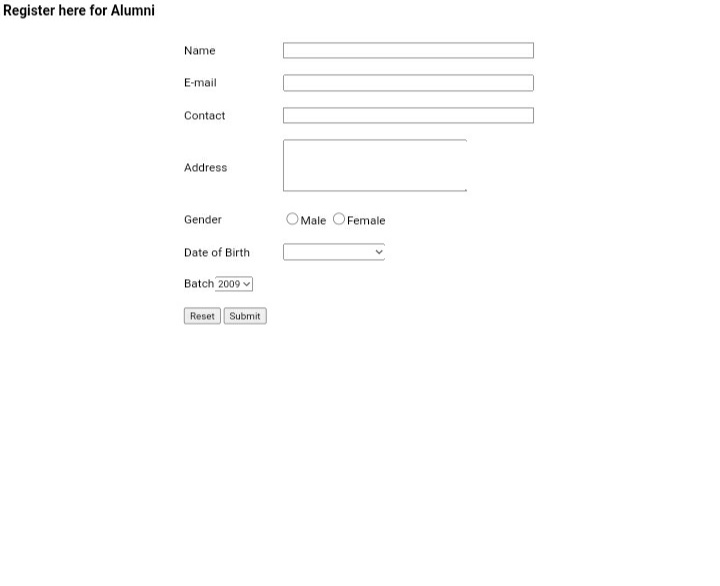 Register here for Alumni
Name
E-mail
Contact
Address
Gender Male Female
Date of Birth
Batch 2009
Reset Submit